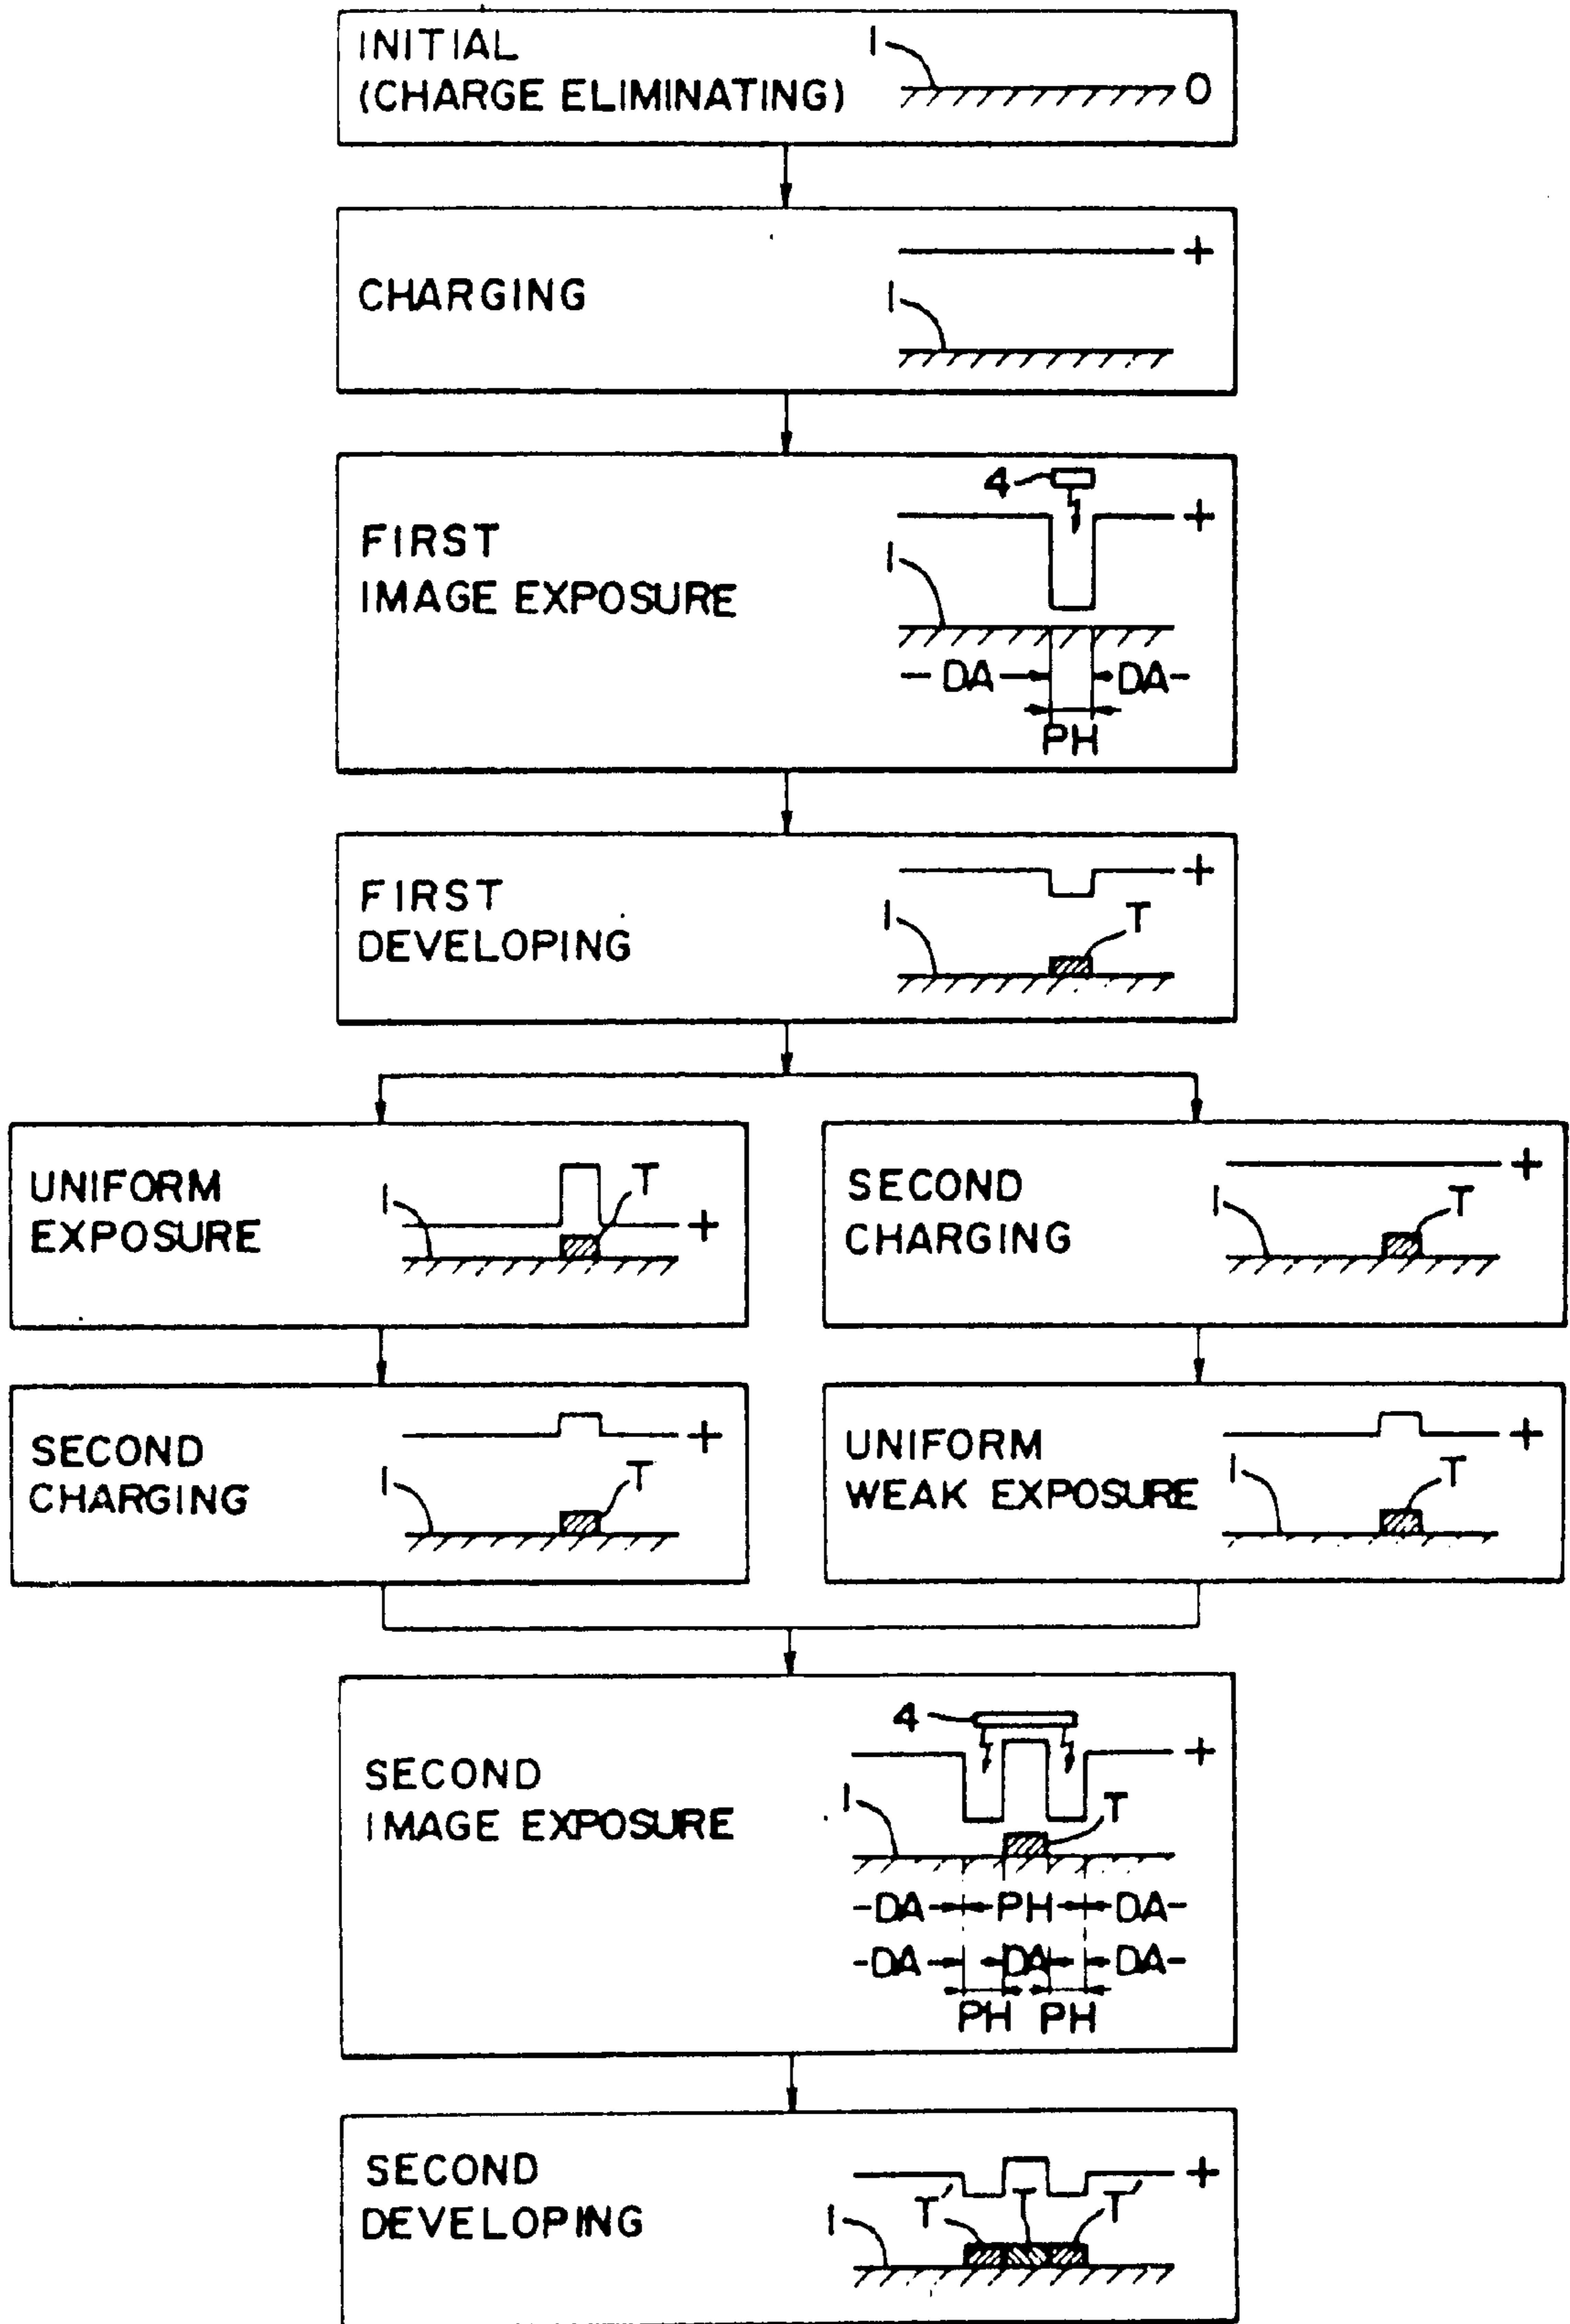 INITIAL
(CHARGE ELIMINATING)
1
0
CHARGING
+
1
FIRST
IMAGE EXPOSURE
4
+
1
- DA DA -
PH
FIRST
DEVELOPING
+
1
T
UNIFORM
EXPOSURE
1
T
+
SECOND
CHARGING
+
1
T
SECOND
CHARGING
+
1
T
UNIFORM
WEAK EXPOSURE
+
1
T
SECOND
IMAGE EXPOSURE
4
+
1
T
-DA PH DA-
-DA DA DA-
PH PH
SECOND
DEVELOPING
+
1
T' T T'